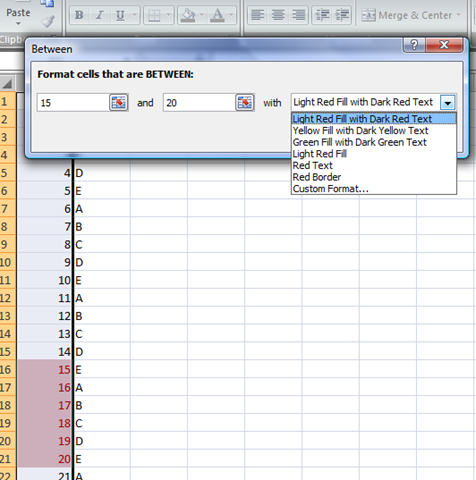 Paste
B I U
Merge & Center
$ %
Clipb
Between
Format cells that are BETWEEN:
15 and 20 with Light Red Fill with Dark Red Text
Light Red Fill with Dark Red Text
Yellow Fill with Dark Yellow Text
Green Fill with Dark Green Text
Light Red Fill
Red Text
Red Border
Custom Format...
1
2
3
4
5 4 D
6 5 E
7 6 A
8 7 B
9 8 C
10 9 D
11 10 E
12 11 A
13 12 B
14 13 C
15 14 D
16 15 E
17 16 A
18 17 B
19 18 C
20 19 D
21 20 E
22 21 A